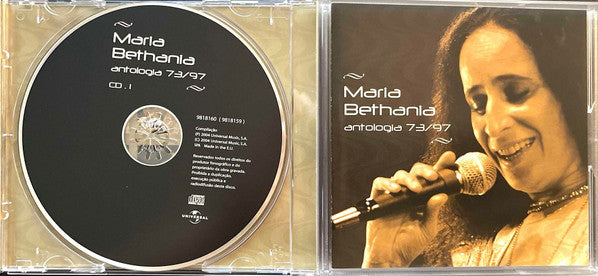 Maria
Bethania
antologia 73/97
CD. 1
9818160 ( 9818159 )
Compilação
(P) 2004 Universal Music, S.A.
(C) 2004 Universal Music, S.A.
SPA Made in the E.U.
Reservados todos os direitos do
produtor fonográfico e do
proprietário da obra gravada.
Proibida a duplicação,
execução pública e
radiodifusão deste disco.
UNIVERSAL
Maria
Bethania
antologia 73/97